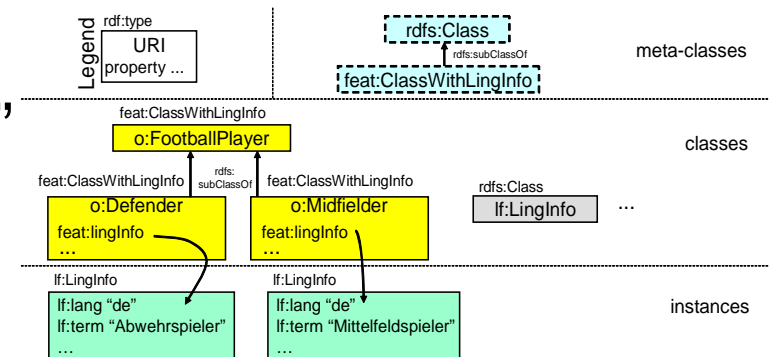 Legend
rdf:type
URI
property ...
rdfs:Class
rdfs:subClassOf
feat:ClassWithLingInfo
meta-classes
”
feat:ClassWithLingInfo
o:FootballPlayer
classes
feat:ClassWithLingInfo
rdfs:
subClassOf
feat:ClassWithLingInfo
o:Defender
feat:lingInfo
...
o:Midfielder
feat:lingInfo
...
rdfs:Class
lf:LingInfo
...
lf:LingInfo
lf:lang “de”
lf:term “Abwehrspieler”
...
lf:LingInfo
lf:lang “de”
lf:term “Mittelfeldspieler”
...
instances